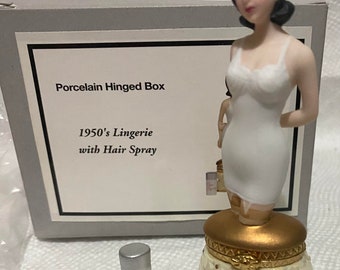 Porcelain Hinged Box
1950's Lingerie
with Hair Spray